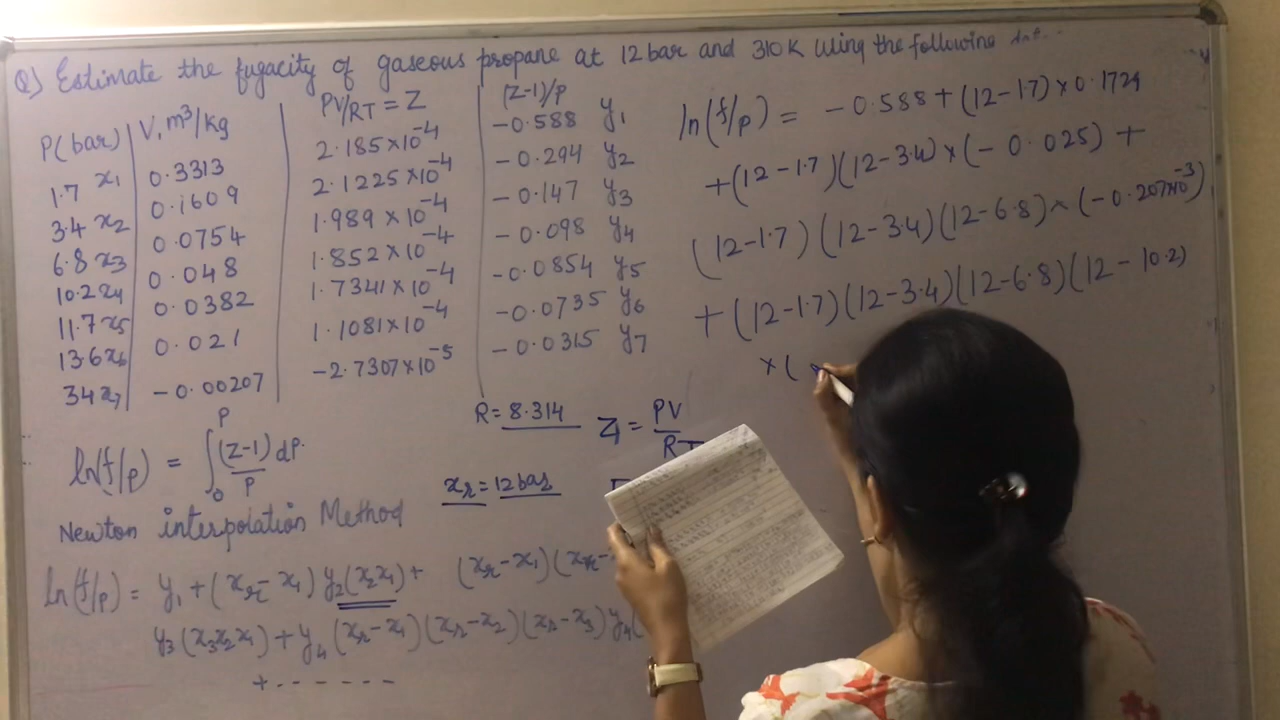 Q) Estimate the fugacity of gaseous propane at 12 bar and 310 K using the following
P(bar) V, m³/kg PV/RT = Z (Z-1)/P
1.7 x₁ 0.3313 2.185×10⁻⁴ -0.588 y₁
3.4 x₂ 0.1609 2.1225×10⁻⁴ -0.294 y₂
6.8 x₃ 0.0754 1.989×10⁻⁴ -0.147 y₃
10.2 x₄ 0.048 1.852×10⁻⁴ -0.098 y₄
11.7 x₅ 0.0382 1.7341×10⁻⁴ -0.0854 y₅
13.6 x₆ 0.021 1.1081×10⁻⁴ -0.0735 y₆
34 x₇ -0.00207 -2.7307×10⁻⁵ -0.0315 y₇
ln(f/p) = ∫₀ᴾ (Z-1)/P dP.
R = 8.314 Z = PV/RT
xᵣ = 12 bar
Newton interpolation Method
ln(f/p) = y₁ + (xᵣ - x₁) y₂(x₂x₁) + (xᵣ - x₁)(xᵣ -
y₃(x₃x₂x₁) + y₄(xᵣ - x₁)(xᵣ - x₂)(xᵣ - x₃) y₄(
+ - - - - - - -
ln(f/p) = -0.588 + (12-1.7) × 0.1729
+(12-1.7)(12-3.4) × (-0.025) +
(12-1.7)(12-3.4)(12-6.8) × (-0.207×10⁻³)
+ (12-1.7)(12-3.4)(12-6.8)(12-10.2)
× (